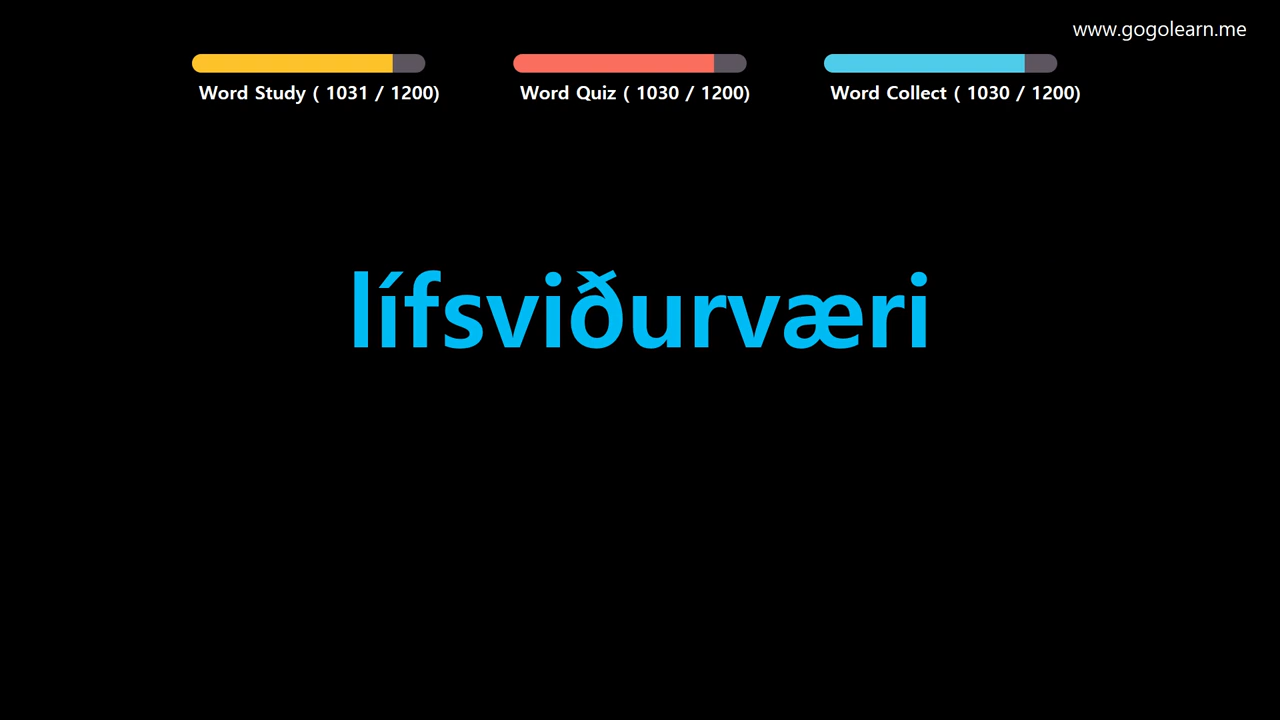 www.gogolearn.me
Word Study ( 1031 / 1200)
Word Quiz ( 1030 / 1200)
Word Collect ( 1030 / 1200)
lífsviðurværi